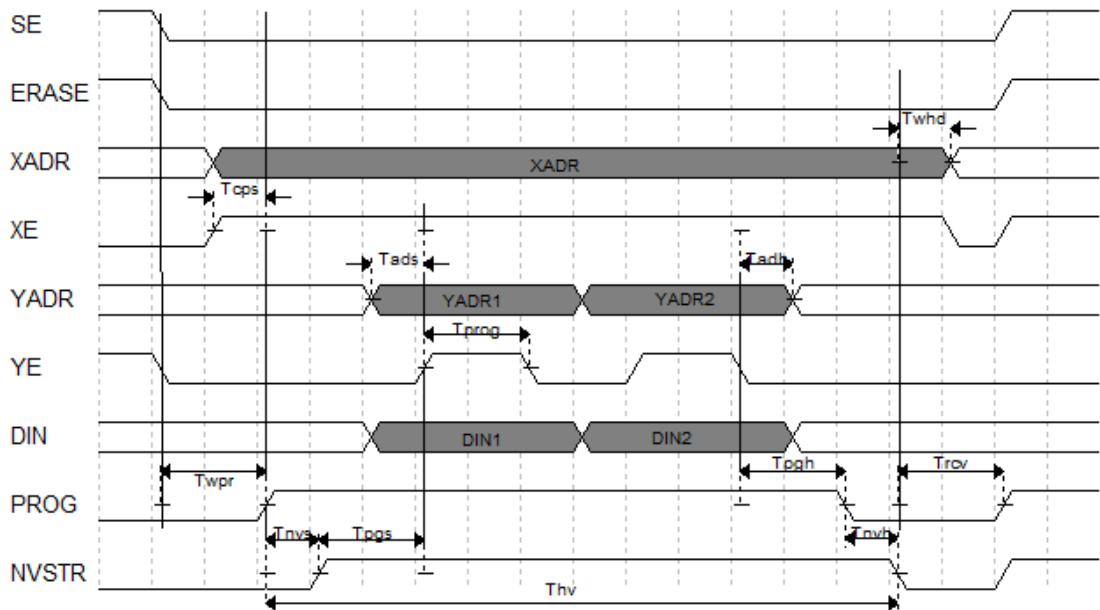 SE
ERASE
Twhd
XADR
XADR
Tcps
XE
Tads
Tadh
YADR
YADR1
YADR2
Tprog
YE
DIN
DIN1
DIN2
Twpr
Tpgh
Trcv
PROG
Tnvs
Tpgs
Tnvh
NVSTR
Thv